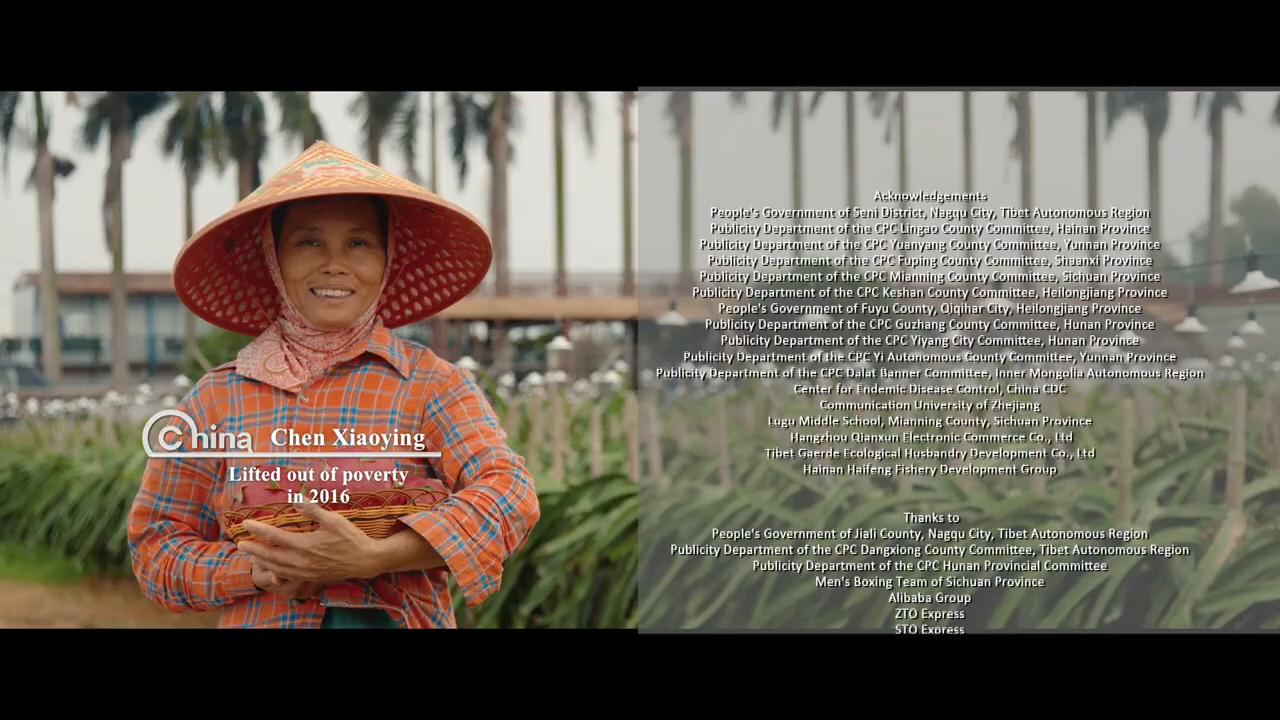 China
Chen Xiaoying
Lifted out of poverty
in 2016
Acknowledgements
People's Government of Seni District, Nagqu City, Tibet Autonomous Region
Publicity Department of the CPC Lingao County Committee, Hainan Province
Publicity Department of the CPC Yuanyang County Committee, Yunnan Province
Publicity Department of the CPC Fuping County Committee, Shaanxi Province
Publicity Department of the CPC Mianning County Committee, Sichuan Province
Publicity Department of the CPC Keshan County Committee, Heilongjiang Province
People's Government of Fuyu County, Qiqihar City, Heilongjiang Province
Publicity Department of the CPC Guzhang County Committee, Hunan Province
Publicity Department of the CPC Yiyang City Committee, Hunan Province
Publicity Department of the CPC Yi Autonomous County Committee, Yunnan Province
Publicity Department of the CPC Dalat Banner Committee, Inner Mongolia Autonomous Region
Center for Endemic Disease Control, China CDC
Communication University of Zhejiang
Lugu Middle School, Mianning County, Sichuan Province
Hangzhou Qianxun Electronic Commerce Co., Ltd
Tibet Gaerde Ecological Husbandry Development Co., Ltd
Hainan Haifeng Fishery Development Group
Thanks to
People's Government of Jiali County, Nagqu City, Tibet Autonomous Region
Publicity Department of the CPC Dangxiong County Committee, Tibet Autonomous Region
Publicity Department of the CPC Hunan Provincial Committee
Men's Boxing Team of Sichuan Province
Alibaba Group
ZTO Express
STO Express